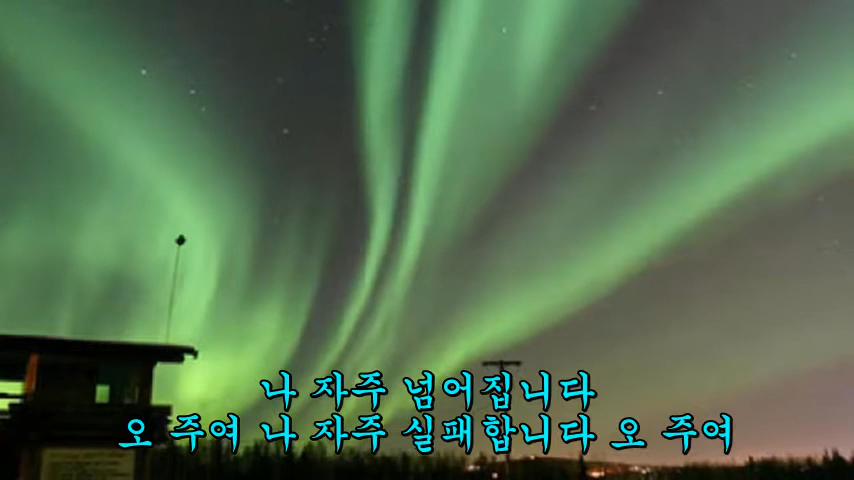 나 자주 넘어집니다
오 주여 나 자주 실패합니다 오 주여